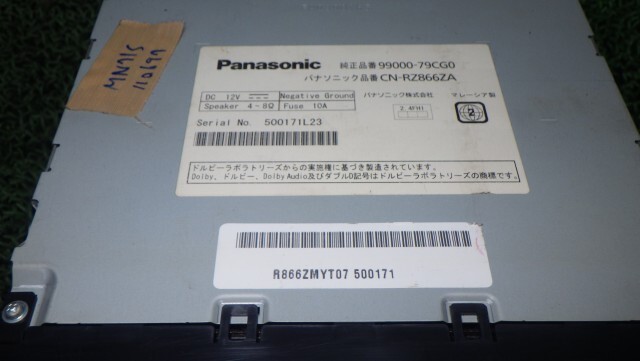 MN91S
110699
Panasonic 純正品番 99000-79CG0
パナソニック品番 CN-RZ866ZA
DC 12V Negative Ground
Speaker 4-8Ω Fuse 10A
パナソニック株式会社 マレーシア製
Serial No. 500171L23
ドルビーラボラトリーズからの実施権に基づき製造されています。
Dolby、ドルビー、Dolby Audio及びダブルD記号はドルビーラボラトリーズの商標です。
R866ZMYT07 500171